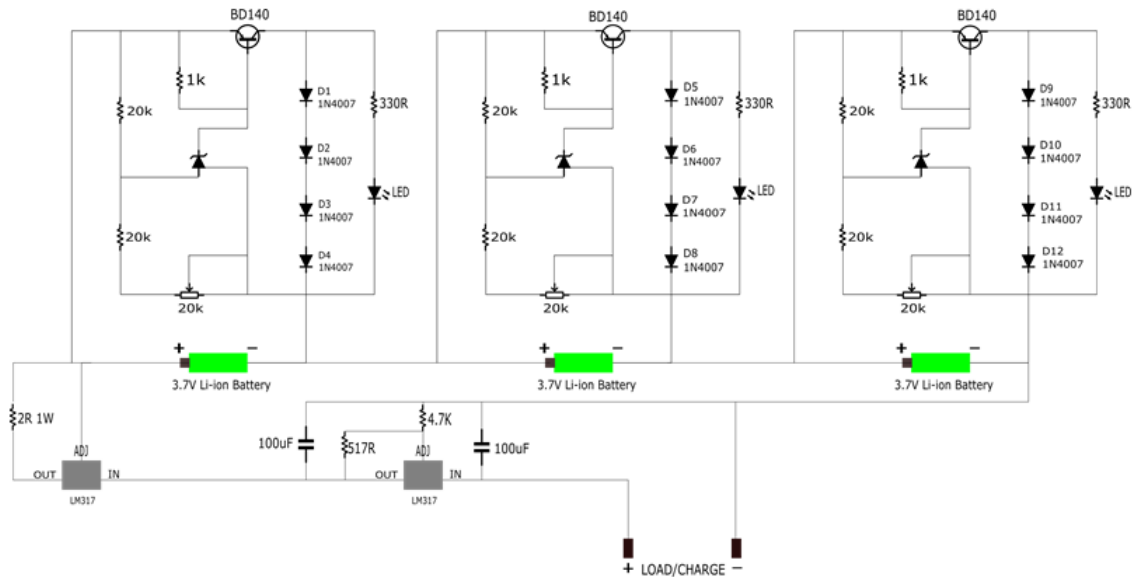 BD140
BD140
BD140
1k
1k
1k
D1
1N4007
D5
1N4007
D9
1N4007
20k
330R
20k
330R
20k
330R
D2
1N4007
D6
1N4007
D10
1N4007
LED
LED
LED
D3
1N4007
D7
1N4007
D11
1N4007
20k
20k
20k
D4
1N4007
D8
1N4007
D12
1N4007
20k
20k
20k
+ −
+ −
+ −
3.7V Li-ion Battery
3.7V Li-ion Battery
3.7V Li-ion Battery
2R 1W
4.7K
100uF
517R
100uF
ADJ
ADJ
OUT
IN
OUT
IN
LM317
LM317
+ LOAD/CHARGE −